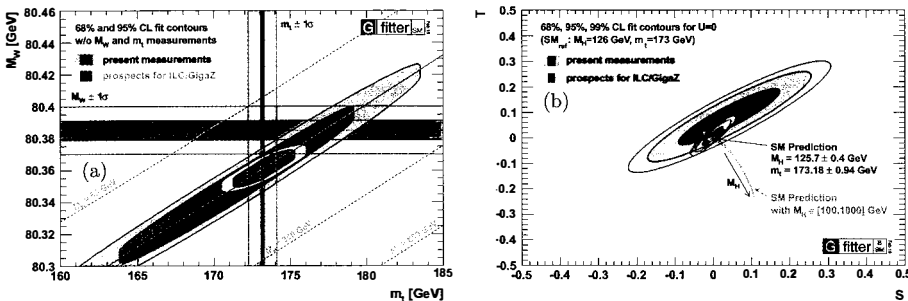 M_W [GeV]
80.46
80.44
80.42
80.4
80.38
80.36
80.34
80.32
80.3
68% and 95% CL fit contours
w/o M_W and m_t measurements
present measurements
prospects for ILC/GigaZ
M_W ± 1σ
m_t ± 1σ
G fitter SM
(a)
160
165
170
175
180
185
m_t [GeV]
T
0.5
0.4
0.3
0.2
0.1
0
-0.1
-0.2
-0.3
-0.4
-0.5
68%, 95%, 99% CL fit contours for U=0
(SM_ref: M_H=126 GeV, m_t=173 GeV)
present measurements
prospects for ILC/GigaZ
(b)
SM Prediction
M_H = 125.7 ± 0.4 GeV
m_t = 173.18 ± 0.94 GeV
M_H
SM Prediction
with M_H ∈ [100,1000] GeV
G fitter
-0.5
-0.4
-0.3
-0.2
-0.1
0
0.1
0.2
0.3
0.4
0.5
S